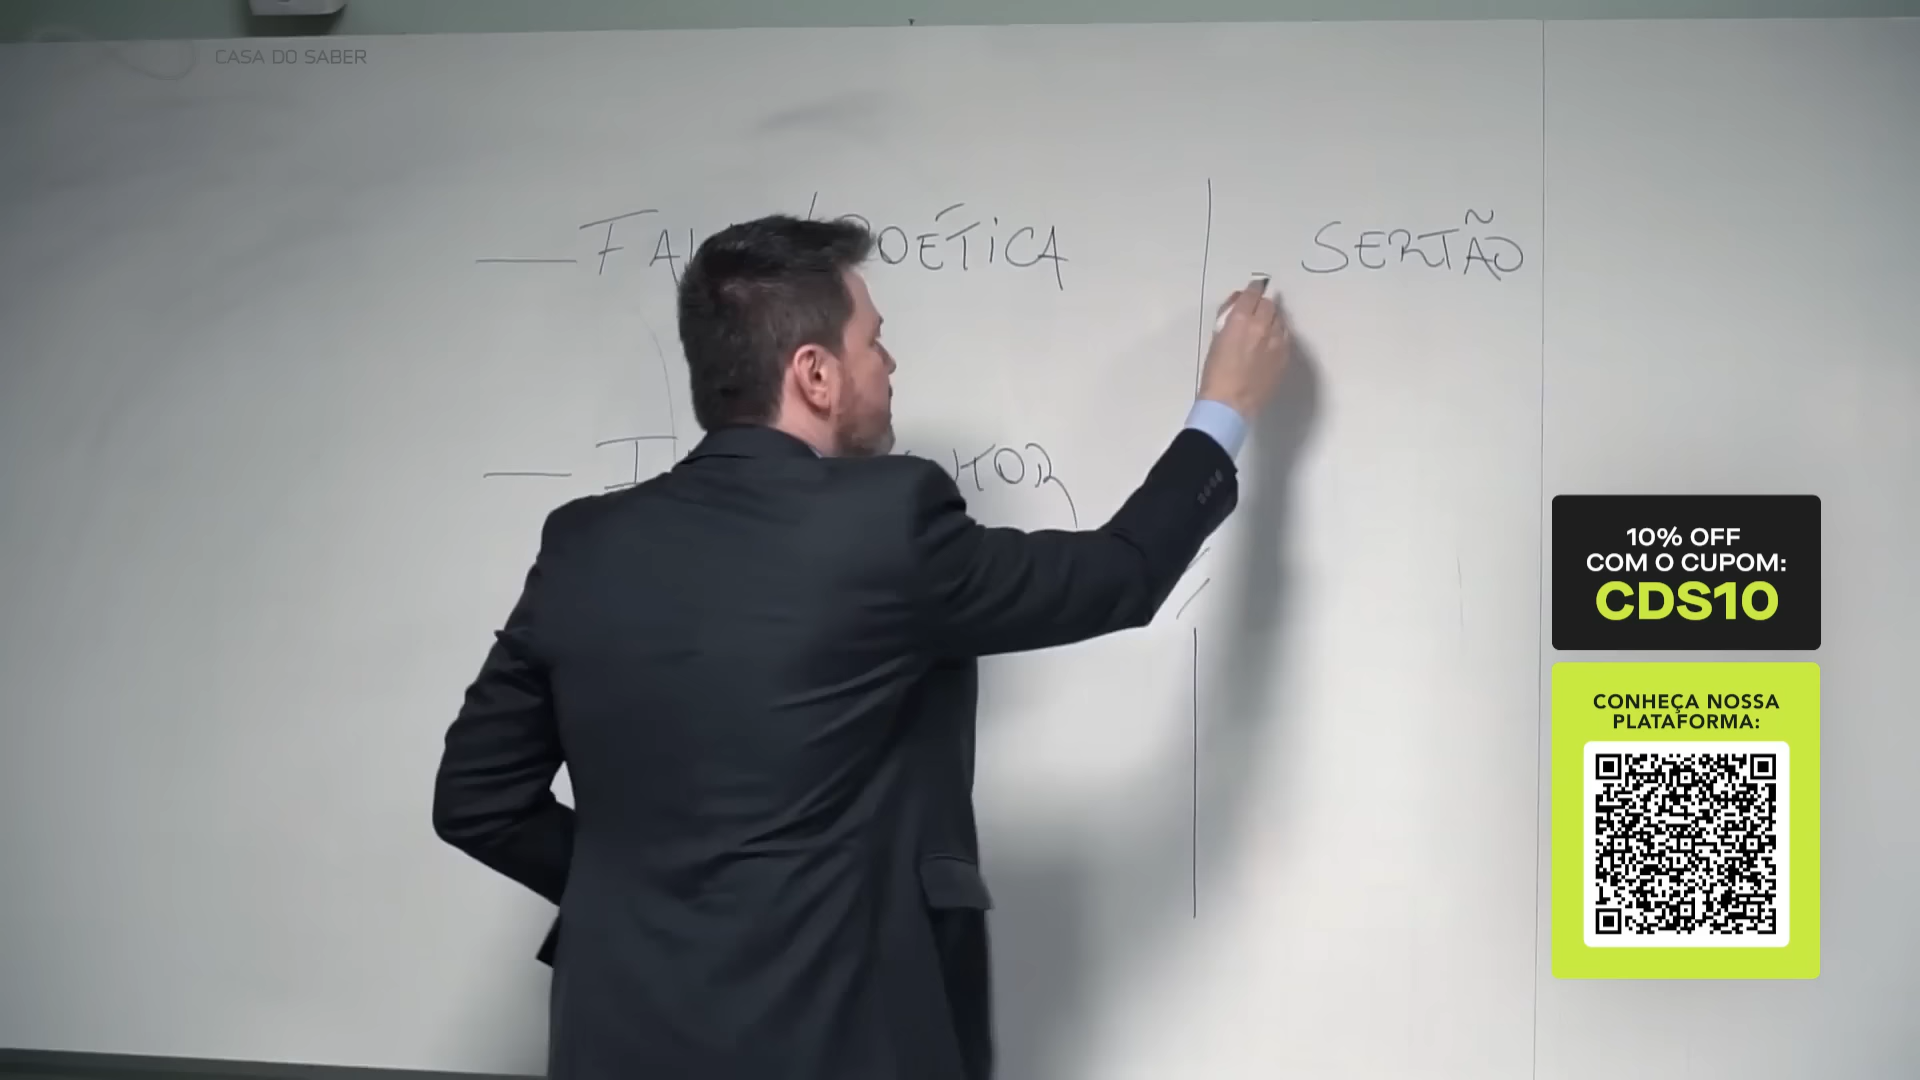 CASA DO SABER
POÉTICA
SERTÃO
10% OFF
COM O CUPOM:
CDS10
CONHEÇA NOSSA
PLATAFORMA: